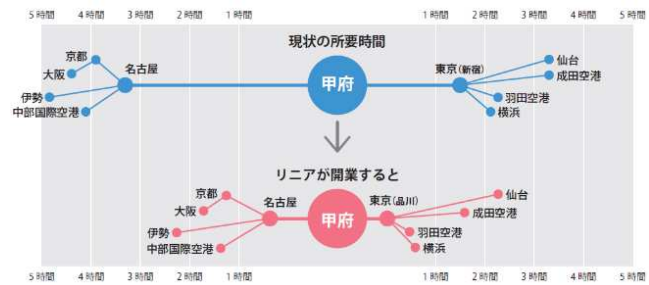 5時間 4時間 3時間 2時間 1時間 1時間 2時間 3時間 4時間 5時間
現状の所要時間
京都
名古屋
大阪
伊勢
中部国際空港
甲府
東京(新宿)
仙台
成田空港
羽田空港
横浜
リニアが開業すると
京都
名古屋
大阪
伊勢
中部国際空港
甲府
東京(品川)
仙台
成田空港
羽田空港
横浜
5時間 4時間 3時間 2時間 1時間 1時間 2時間 3時間 4時間 5時間